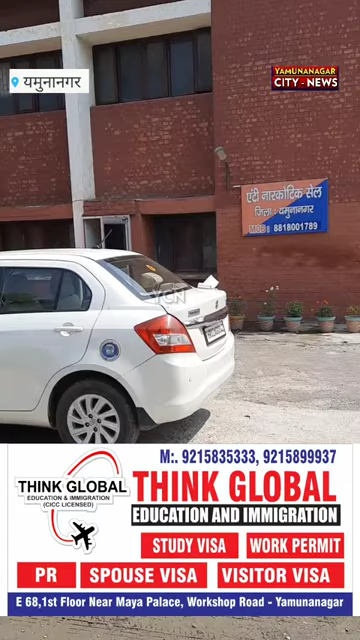 यमुनानगर
YAMUNANAGAR
CITY-NEWS
एंटी नारकोटिक सेल
जिला : यमुनानगर
MOB: 8818001789
YCN
M:. 9215835333, 9215899937
THINK GLOBAL
EDUCATION & IMMIGRATION
(CICC LICENSED)
THINK GLOBAL
EDUCATION AND IMMIGRATION
STUDY VISA
WORK PERMIT
PR
SPOUSE VISA
VISITOR VISA
E 68,1st Floor Near Maya Palace, Workshop Road - Yamunanagar